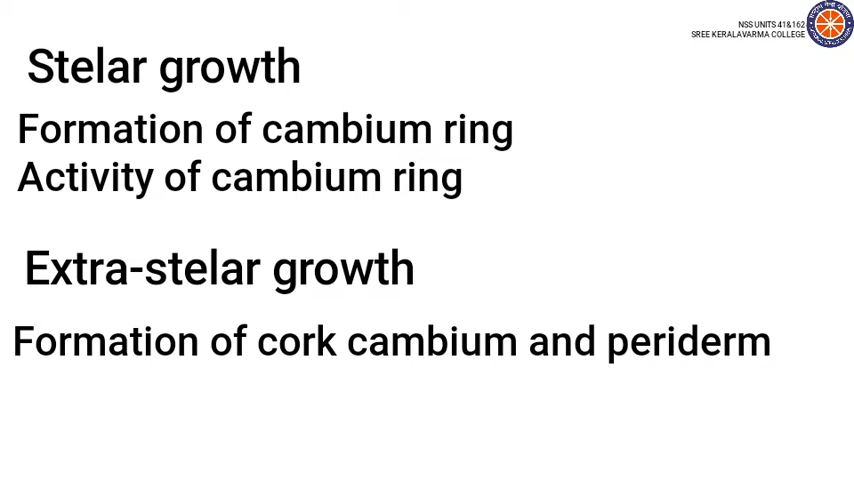 NSS UNITS 41&162
SREE KERALAVARMA COLLEGE
Stelar growth
Formation of cambium ring
Activity of cambium ring
Extra-stelar growth
Formation of cork cambium and periderm